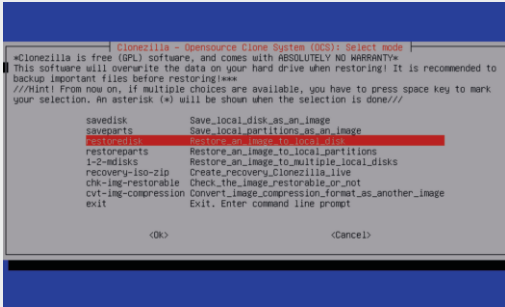 Clonezilla - Opensource Clone System (OCS): Select mode
*Clonezilla is free (GPL) software, and comes with ABSOLUTELY NO WARRANTY*
This software will overwrite the data on your hard drive when restoring! It is recommended to
backup important files before restoring!***
///Hint! From now on, if multiple choices are available, you have to press space key to mark
your selection. An asterisk (*) will be shown when the selection is done///
savedisk Save_local_disk_as_an_image
saveparts Save_local_partitions_as_an_image
restoredisk Restore_an_image_to_local_disk
restoreparts Restore_an_image_to_local_partitions
1-2-mdisks Restore_an_image_to_multiple_local_disks
recovery-iso-zip Create_recovery_Clonezilla_live
chk-img-restorable Check_the_image_restorable_or_not
cvt-img-compression Convert_image_compression_format_as_another_image
exit Exit. Enter command line prompt
<Ok> <Cancel>